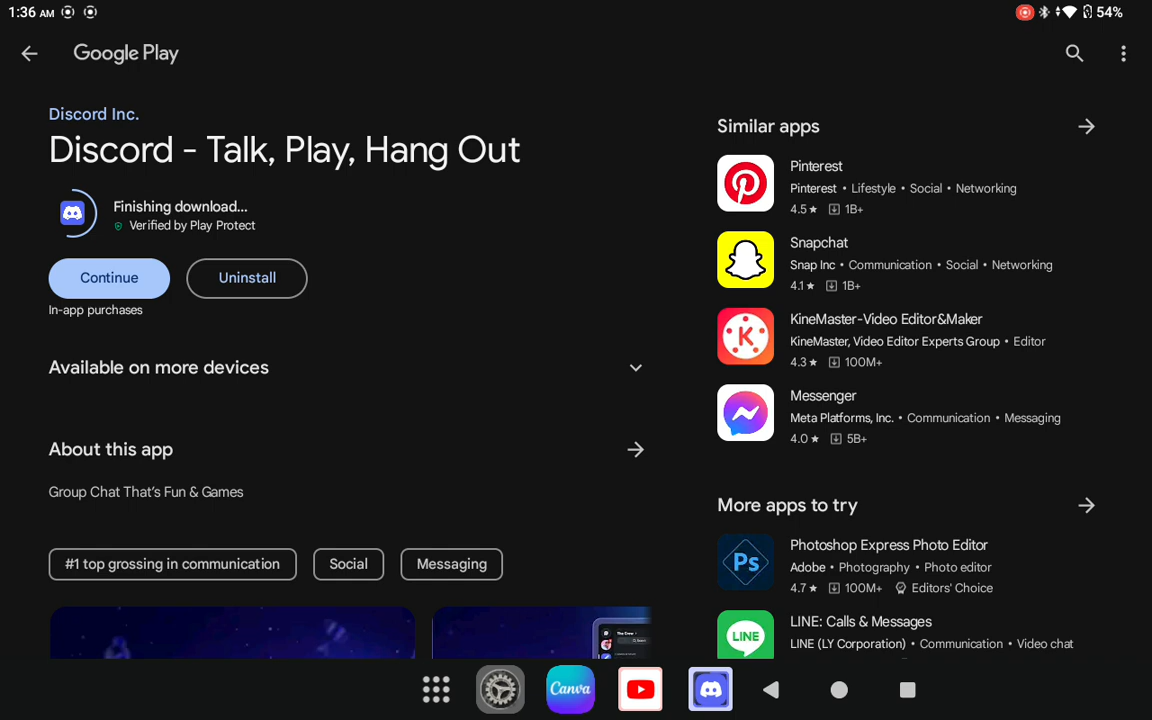 1:36 AM
54%
Google Play
Discord Inc.
Discord - Talk, Play, Hang Out
Finishing download...
Verified by Play Protect
Continue
Uninstall
In-app purchases
Available on more devices
About this app
Group Chat That's Fun & Games
#1 top grossing in communication
Social
Messaging
Similar apps
Pinterest
Pinterest • Lifestyle • Social • Networking
4.5★ 1B+
Snapchat
Snap Inc • Communication • Social • Networking
4.1★ 1B+
K
KineMaster-Video Editor&Maker
KineMaster, Video Editor Experts Group • Editor
4.3★ 100M+
Messenger
Meta Platforms, Inc. • Communication • Messaging
4.0★ 5B+
More apps to try
Ps
Photoshop Express Photo Editor
Adobe • Photography • Photo editor
4.7★ 100M+ Editors' Choice
LINE
LINE: Calls & Messages
LINE (LY Corporation) • Communication • Video chat
Canva